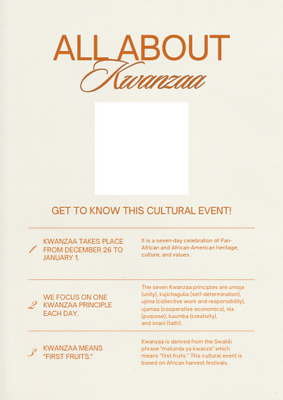 ALL ABOUT
Kwanzaa
GET TO KNOW THIS CULTURAL EVENT!
1
KWANZAA TAKES PLACE
FROM DECEMBER 26 TO
JANUARY 1.
It is a seven-day celebration of Pan-
African and African-American heritage,
culture, and values.
2
WE FOCUS ON ONE
KWANZAA PRINCIPLE
EACH DAY.
The seven Kwanzaa principles are umoja
(unity), kujichagulia (self-determination),
ujima (collective work and responsibility),
ujamaa (cooperative economics), nia
(purpose), kuumba (creativity),
and imani (faith)
3
KWANZAA MEANS
"FIRST FRUITS."
Kwanzaa is derived from the Swahili
phrase "matunda ya kwanza" which
means "first fruits." This cultural event is
based on African harvest festivals.